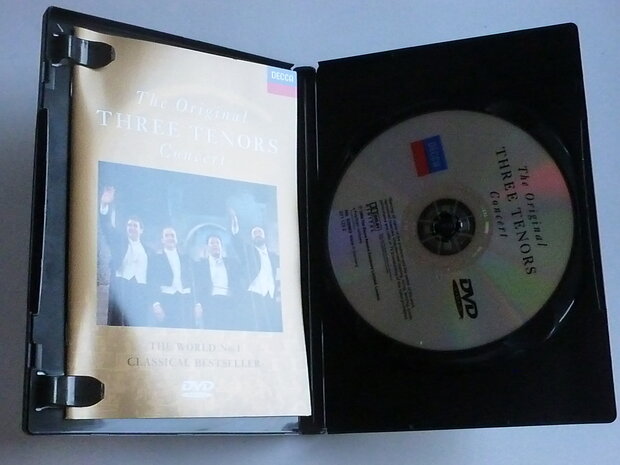 DECCA
The Original
THREE TENORS
Concert
THE WORLD No.1
CLASSICAL BESTSELLER
DVD
DECCA
The Original
THREE TENORS
Concert
DVD